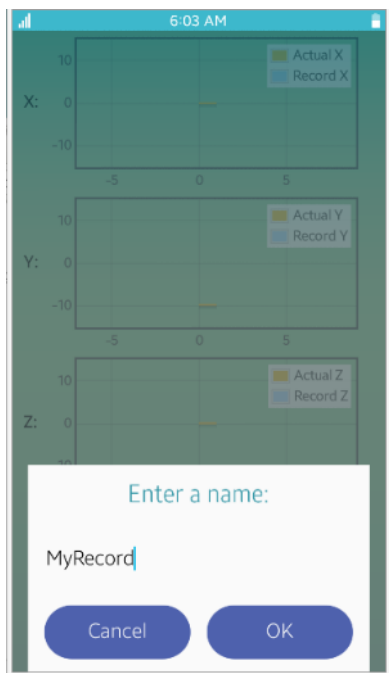 6:03 AM
X:
10
0
-10
Actual X
Record X
-5 0 5
Y:
10
0
-10
Actual Y
Record Y
-5 0 5
Z:
10
0
-10
Actual Z
Record Z
Enter a name:
MyRecord
Cancel OK